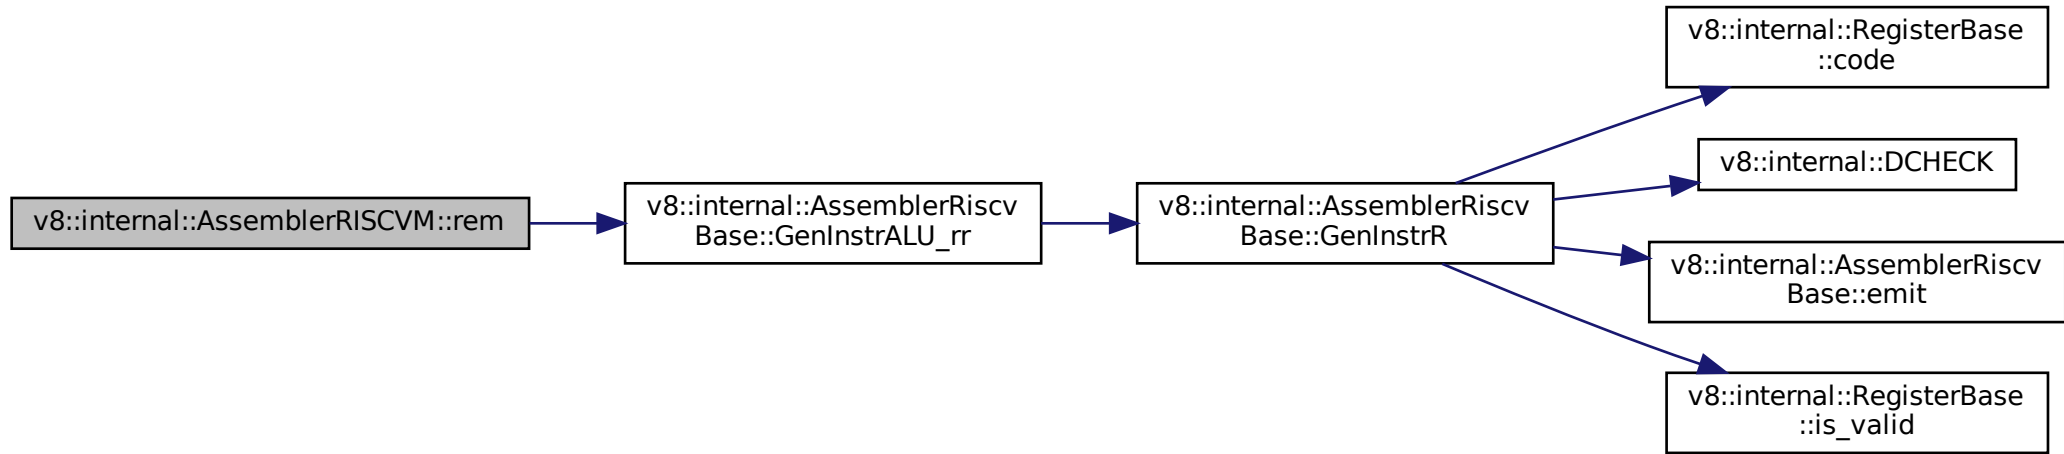 v8::internal::AssemblerRISCVM::rem
v8::internal::AssemblerRiscv
Base::GenInstrALU_rr
v8::internal::AssemblerRiscv
Base::GenInstrR
v8::internal::RegisterBase
::code
v8::internal::DCHECK
v8::internal::AssemblerRiscv
Base::emit
v8::internal::RegisterBase
::is_valid